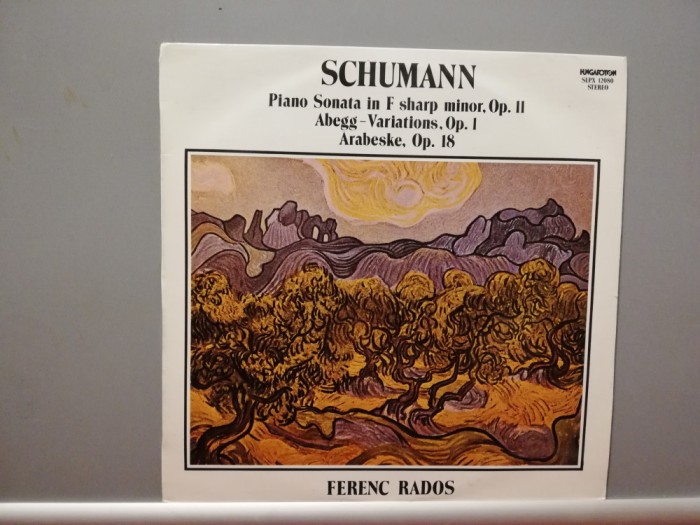 SCHUMANN
Piano Sonata in F sharp minor, Op. 11
Abegg-Variations, Op. 1
Arabeske, Op. 18
HUNGAROTON
SLPX 12080
STEREO
FERENC RADOS